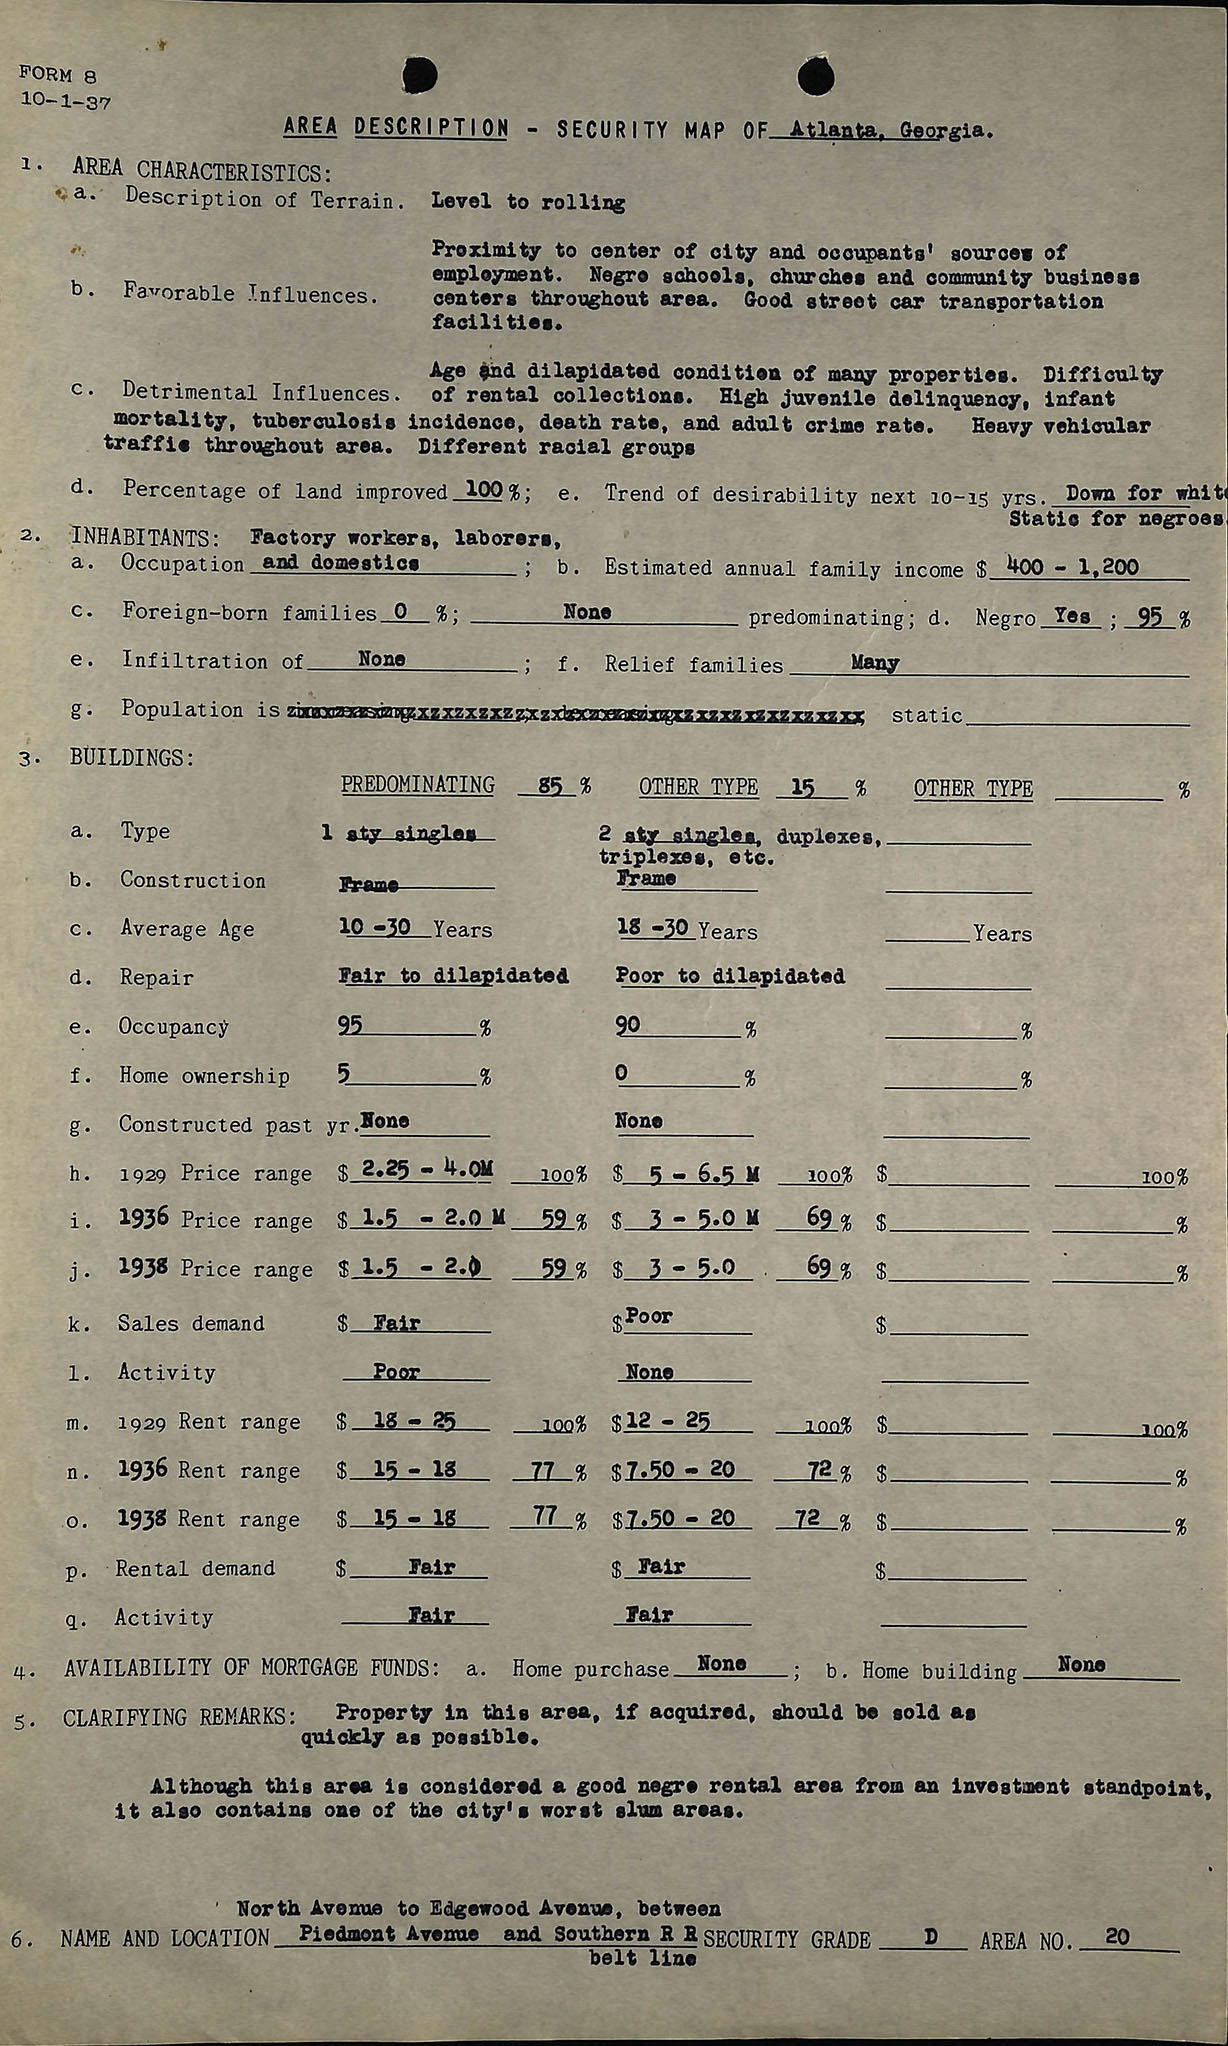 FORM 8
10-1-37
AREA DESCRIPTION - SECURITY MAP OF Atlanta, Georgia.
1. AREA CHARACTERISTICS:
a. Description of Terrain. Level to rolling
Proximity to center of city and occupants' sources of
employment. Negro schools, churches and community business
b. Favorable Influences. centers throughout area. Good street car transportation
facilities.
Age and dilapidated condition of many properties. Difficulty
c. Detrimental Influences. of rental collections. High juvenile delinquency, infant
mortality, tuberculosis incidence, death rate, and adult crime rate. Heavy vehicular
traffic throughout area. Different racial groups
d. Percentage of land improved 100 %; e. Trend of desirability next 10-15 yrs. Down for white
Static for negroes
2. INHABITANTS: Factory workers, laborers,
a. Occupation and domestics ; b. Estimated annual family income $ 400 - 1,200
c. Foreign-born families 0 %; None predominating; d. Negro Yes ; 95 %
e. Infiltration of None ; f. Relief families Many
g. Population is static
3. BUILDINGS:
PREDOMINATING 85 % OTHER TYPE 15 % OTHER TYPE %
a. Type 1 sty singles 2 sty singles, duplexes,
triplexes, etc.
b. Construction Frame Frame
c. Average Age 10 -30 Years 18 -30 Years Years
d. Repair Fair to dilapidated Poor to dilapidated
e. Occupancy 95 % 90 % %
f. Home ownership 5 % 0 % %
g. Constructed past yr. None None
h. 1929 Price range $ 2.25 - 4.0M 100% $ 5 - 6.5 M 100% $ 100%
i. 1936 Price range $ 1.5 - 2.0 M 59 % $ 3 - 5.0 M 69 % $ %
j. 1938 Price range $ 1.5 - 2.0 59 % $ 3 - 5.0 69 % $ %
k. Sales demand $ Fair $ Poor $
l. Activity Poor None
m. 1929 Rent range $ 18 - 25 100% $ 12 - 25 100% $ 100%
n. 1936 Rent range $ 15 - 18 77 % $ 7.50 - 20 72 % $ %
o. 1938 Rent range $ 15 - 18 77 % $ 7.50 - 20 72 % $ %
p. Rental demand $ Fair $ Fair $
q. Activity Fair Fair
4. AVAILABILITY OF MORTGAGE FUNDS: a. Home purchase None ; b. Home building None
5. CLARIFYING REMARKS: Property in this area, if acquired, should be sold as
quickly as possible.
Although this area is considered a good negro rental area from an investment standpoint,
it also contains one of the city's worst slum areas.
North Avenue to Edgewood Avenue, between
6. NAME AND LOCATION Piedmont Avenue and Southern R R SECURITY GRADE D AREA NO. 20
belt line